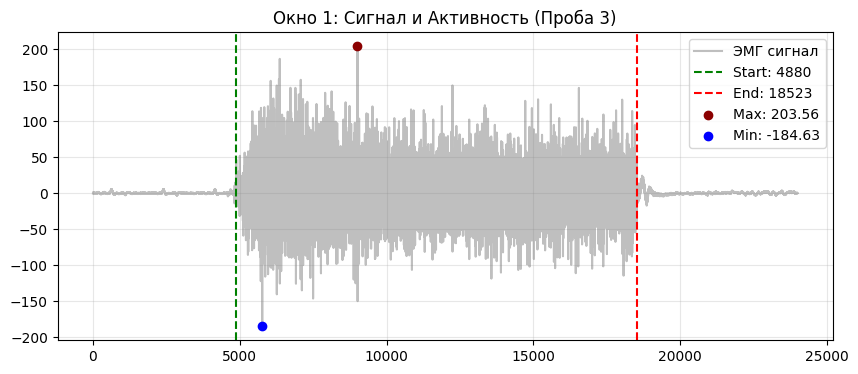 Окно 1: Сигнал и Активность (Проба 3)
200
150
100
50
0
−50
−100
−150
−200
ЭМГ сигнал
Start: 4880
End: 18523
Max: 203.56
Min: -184.63
0
5000
10000
15000
20000
25000